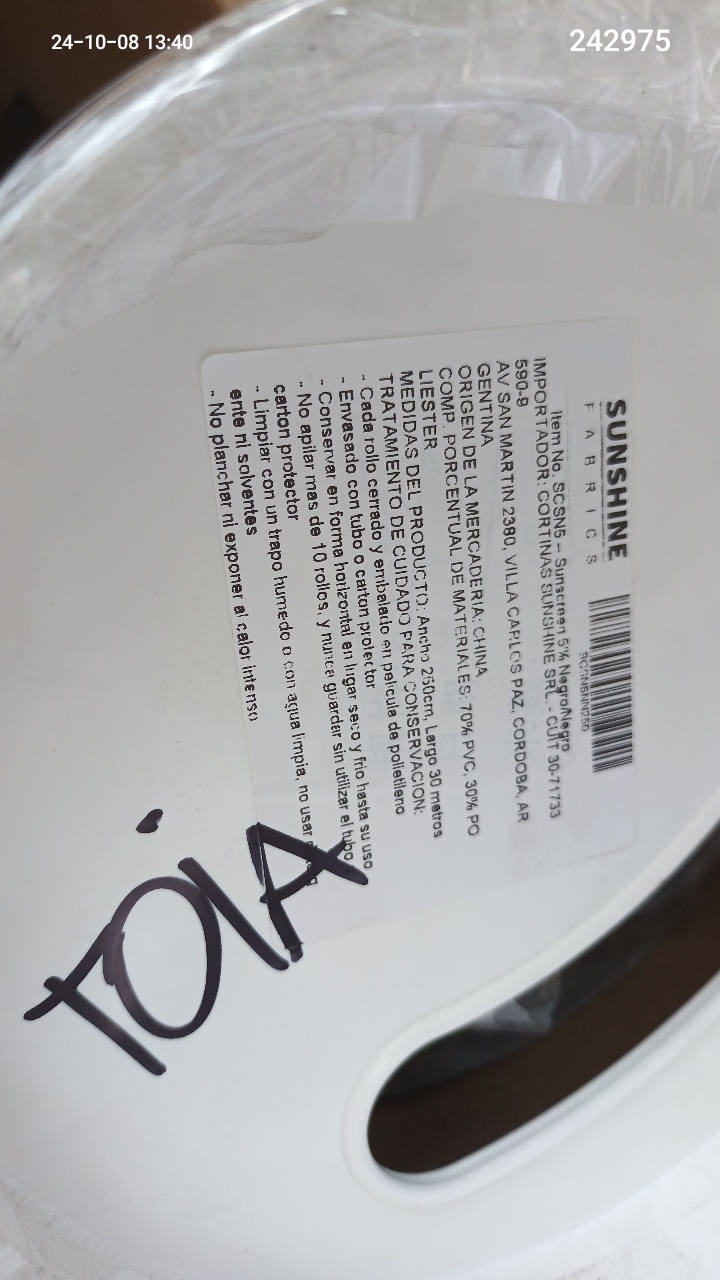 24-10-08 13:40
242975
SUNSHINE
FABRICS
SCSN5NN250
Item No. SCSN5 - Sunscreen 5% Negro/Negro
IMPORTADOR: CORTINAS SUNSHINE SRL. - CUIT 30-71733
590-9
AV SAN MARTIN 2380, VILLA CARLOS PAZ, CORDOBA, AR
GENTINA
ORIGEN DE LA MERCADERIA: CHINA
COMP. PORCENTUAL DE MATERIALES: 70% PVC, 30% PO
LIESTER
MEDIDAS DEL PRODUCTO: Ancho 250cm, Largo 30 metros
TRATAMIENTO DE CUIDADO PARA CONSERVACION:
- Cada rollo cerrado y embalado en pelicula de polietileno
- Envasado con tubo o carton protector
- Conservar en forma horizontal en lugar seco y frio hasta su uso
- No apilar mas de 10 rollos, y nunca guarder sin utilizar el tubo
carton protector
- Limpiar con un trapo humedo o con agua limpia, no usar
ente ni solventes
- No planchar ni exponer al calor intenso